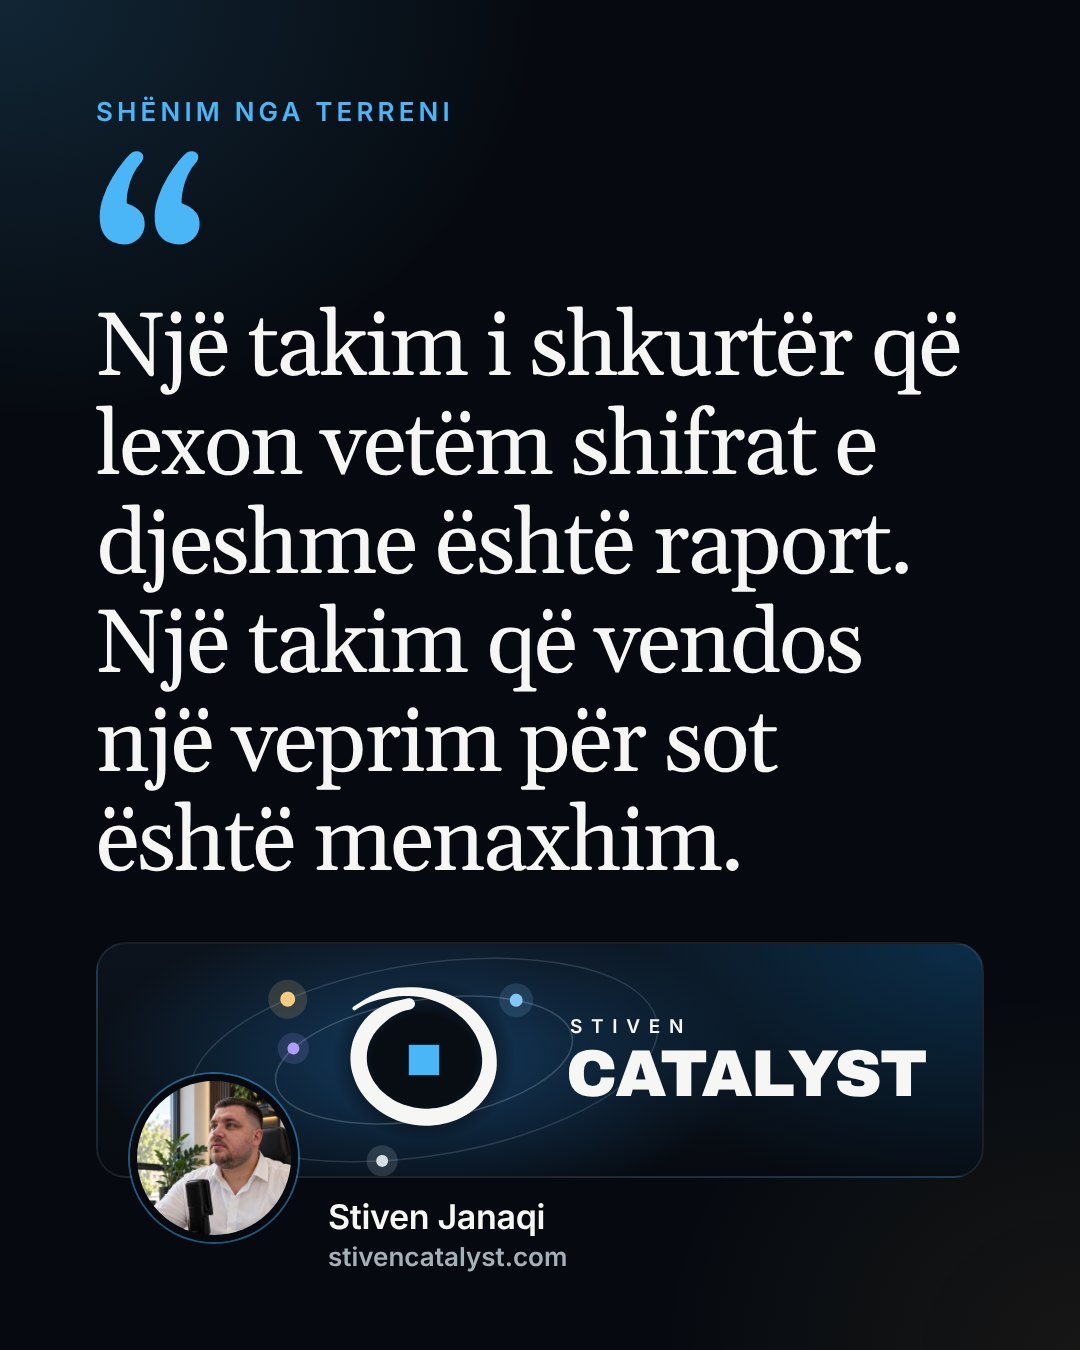 SHËNIM NGA TERRENI
“
Një takim i shkurtër që
lexon vetëm shifrat e
djeshme është raport.
Një takim që vendos
një veprim për sot
është menaxhim.
STIVEN
CATALYST
Stiven Janaqi
stivencatalyst.com